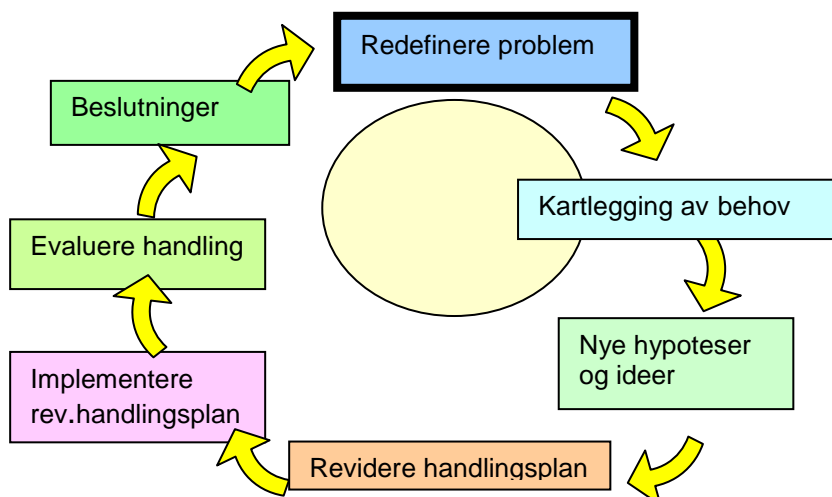 Redefinere problem
Kartlegging av behov
Nye hypoteser
og ideer
Revidere handlingsplan
Implementere
rev.handlingsplan
Evaluere handling
Beslutninger